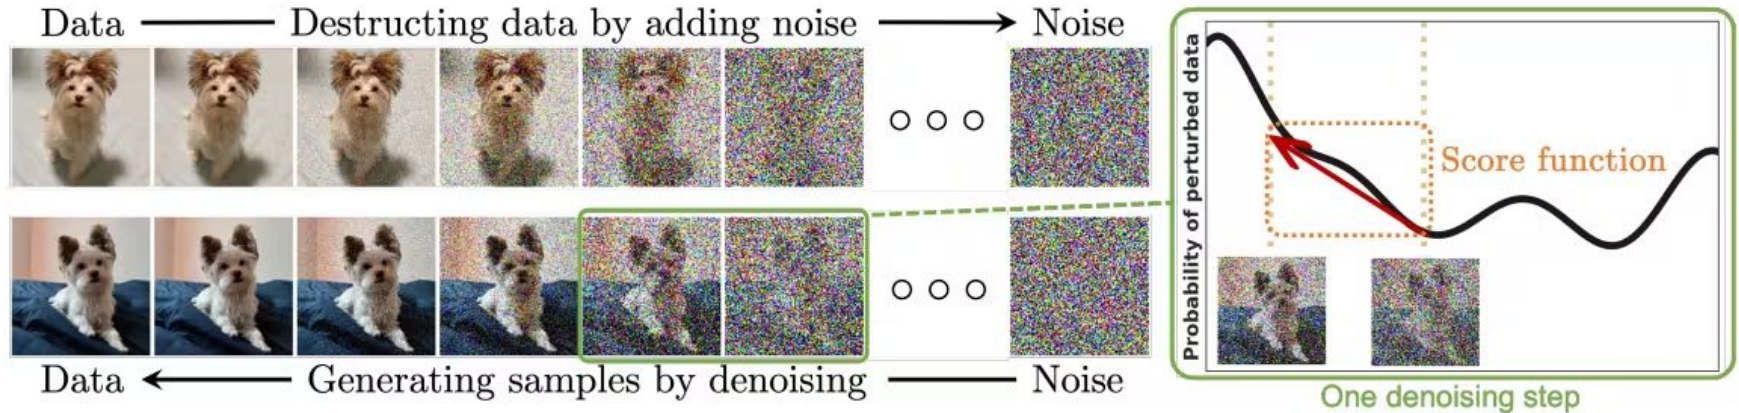 Data
Destructing data by adding noise
Noise
Probability of perturbed data
Score function
Data
Generating samples by denoising
Noise
One denoising step